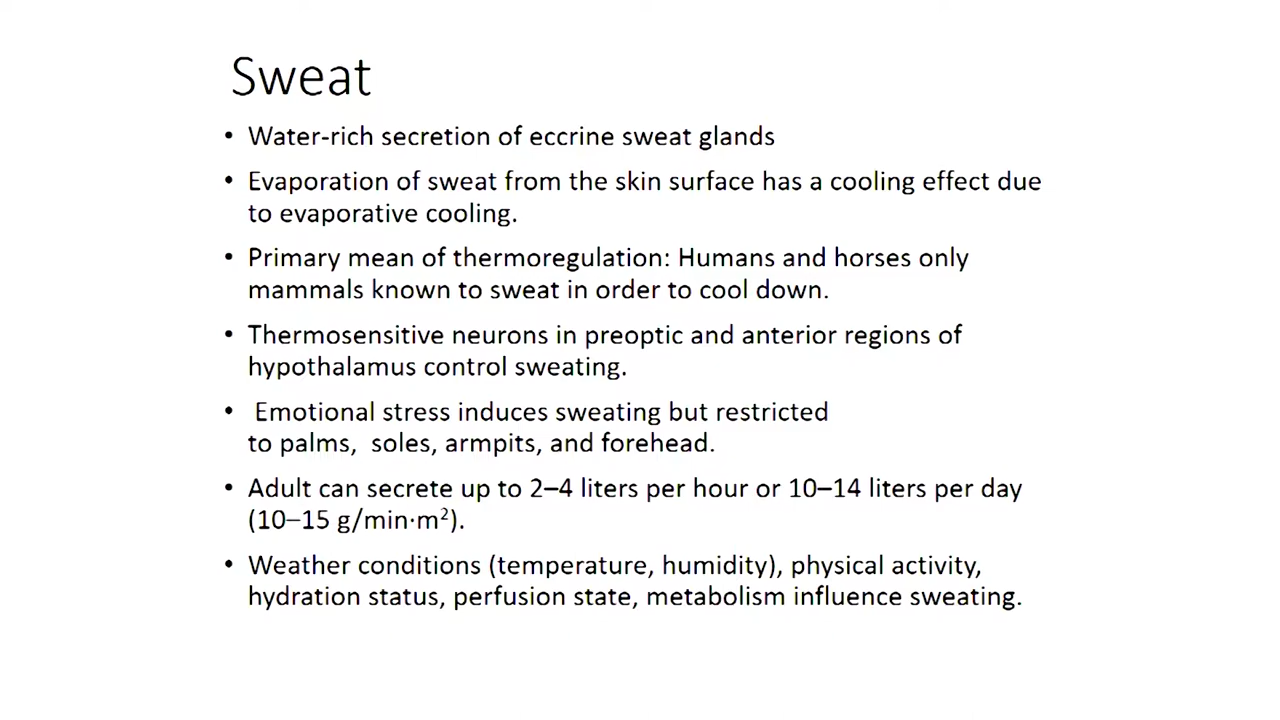 Sweat
• Water-rich secretion of eccrine sweat glands
• Evaporation of sweat from the skin surface has a cooling effect due
to evaporative cooling.
• Primary mean of thermoregulation: Humans and horses only
mammals known to sweat in order to cool down.
• Thermosensitive neurons in preoptic and anterior regions of
hypothalamus control sweating.
• Emotional stress induces sweating but restricted
to palms, soles, armpits, and forehead.
• Adult can secrete up to 2–4 liters per hour or 10–14 liters per day
(10–15 g/min·m²).
• Weather conditions (temperature, humidity), physical activity,
hydration status, perfusion state, metabolism influence sweating.